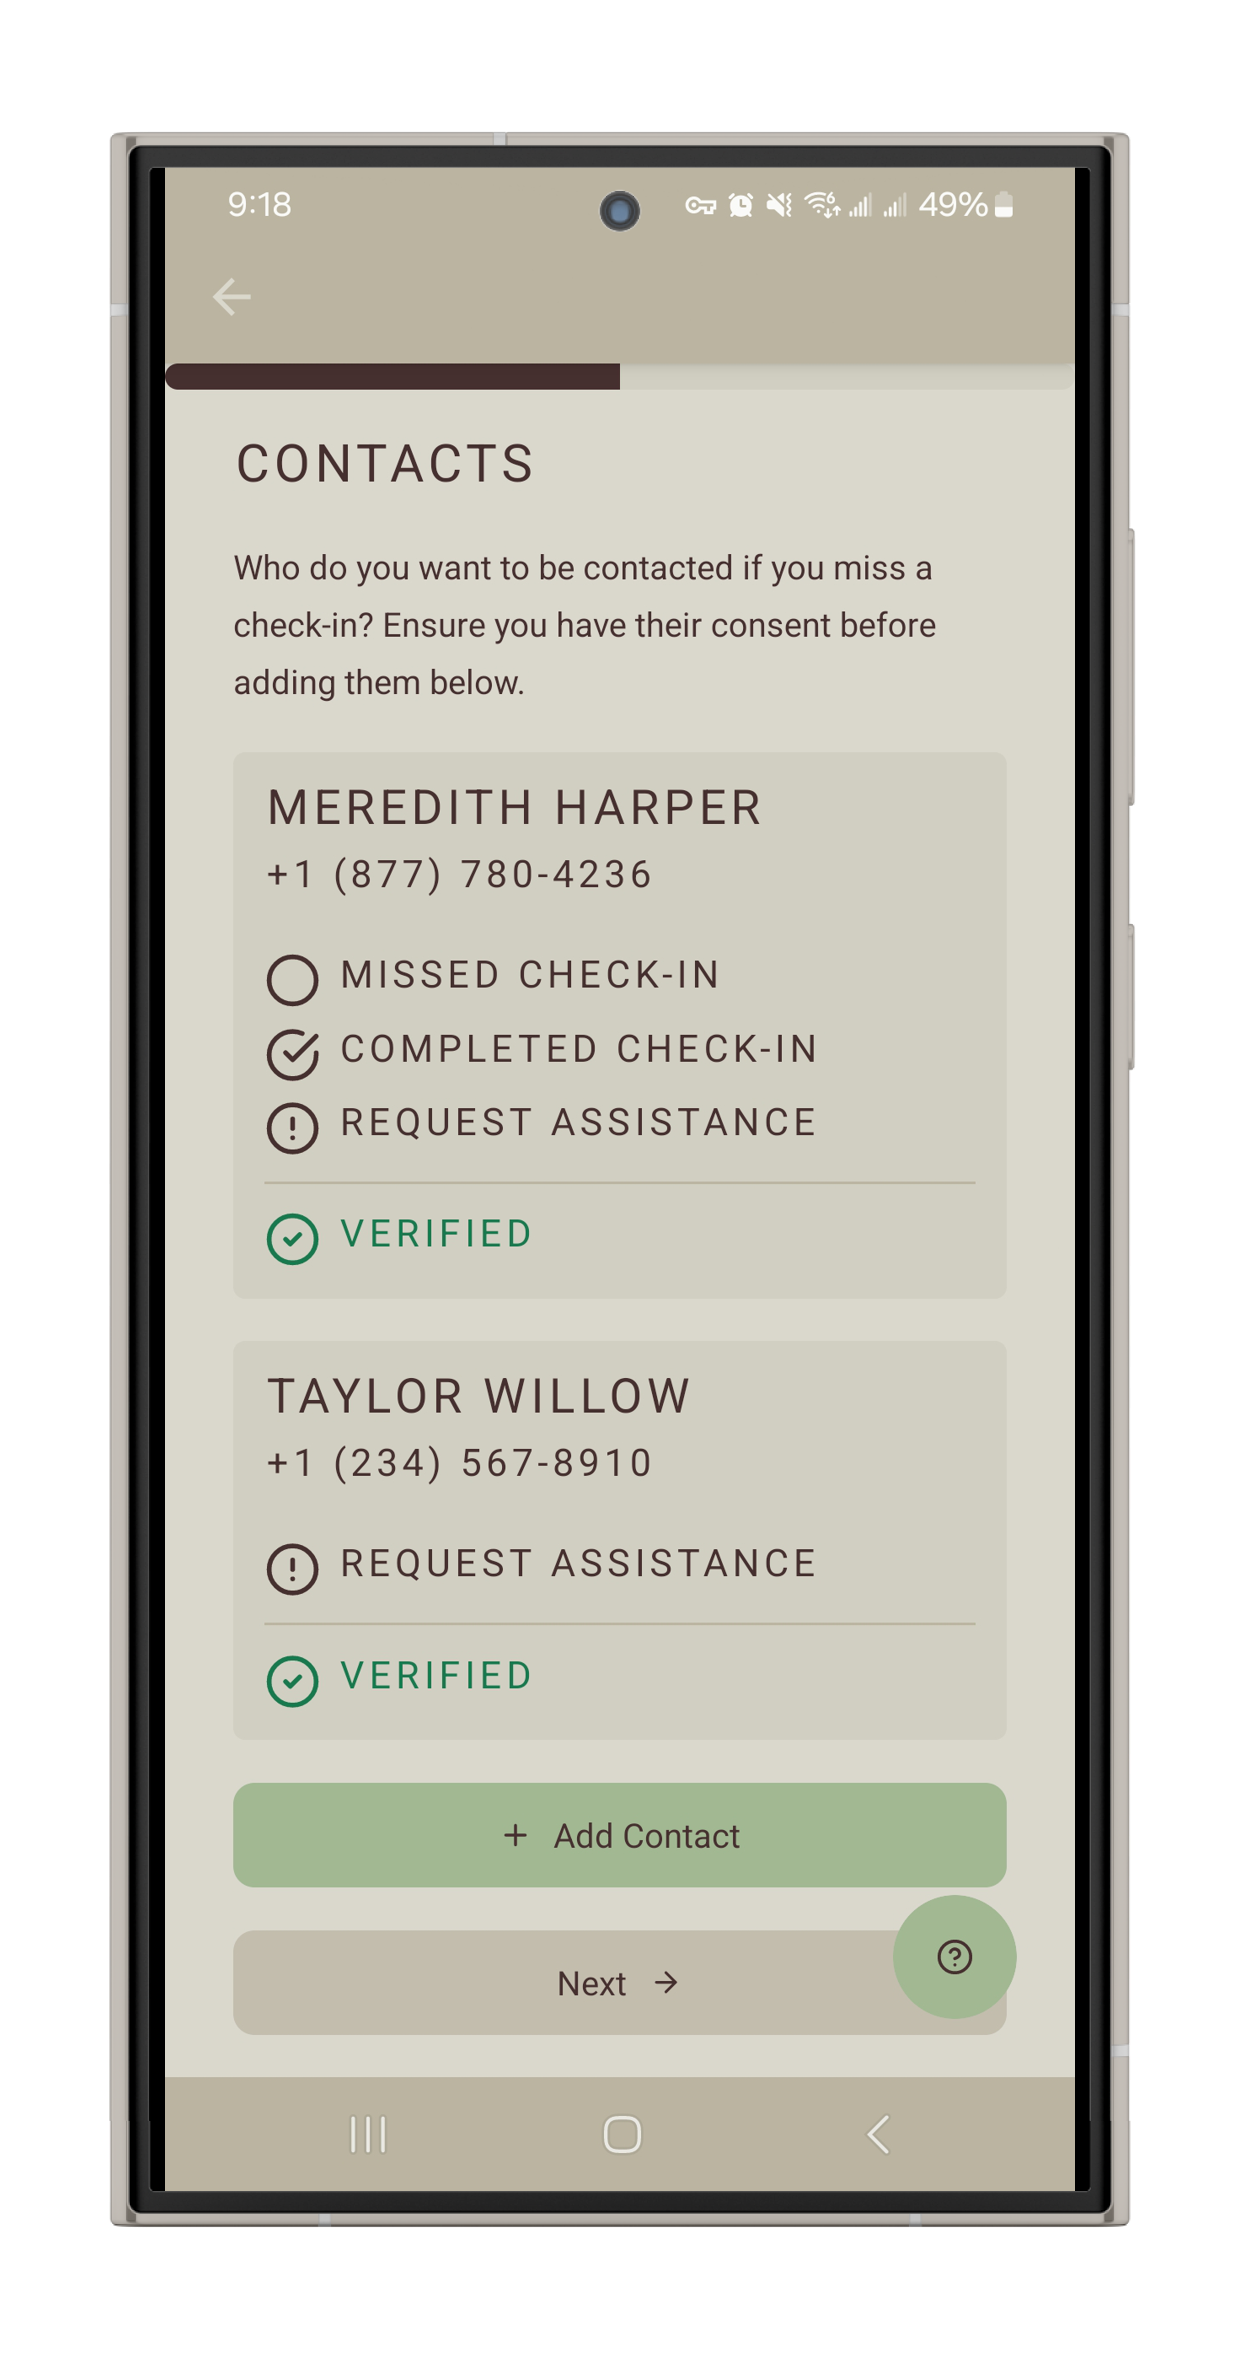 9:18
49%
CONTACTS
Who do you want to be contacted if you miss a
check-in? Ensure you have their consent before
adding them below.
MEREDITH HARPER
+1 (877) 780-4236
MISSED CHECK-IN
COMPLETED CHECK-IN
REQUEST ASSISTANCE
VERIFIED
TAYLOR WILLOW
+1 (234) 567-8910
REQUEST ASSISTANCE
VERIFIED
+ Add Contact
Next →